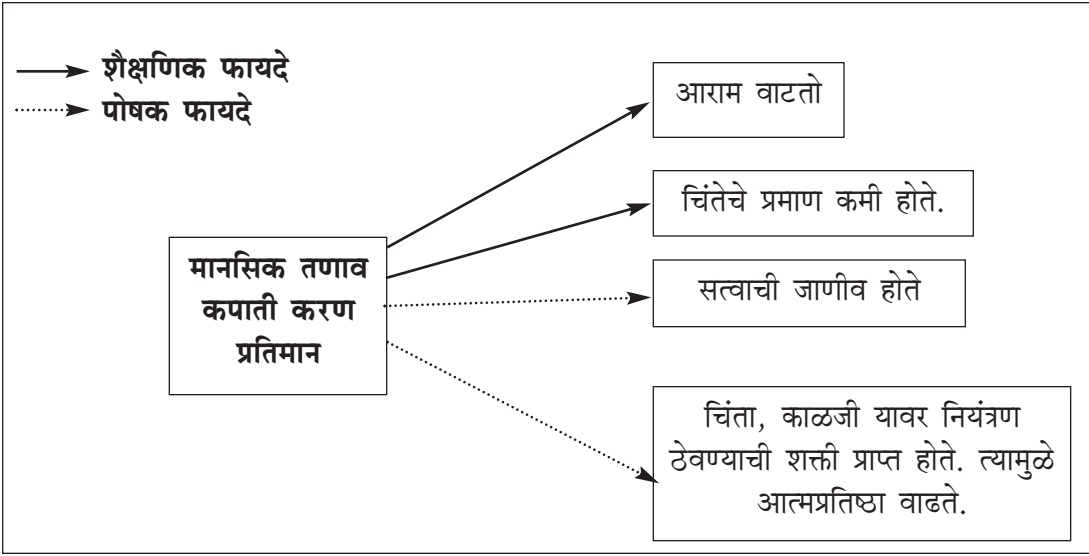 शैक्षणिक फायदे
पोषक फायदे
आराम वाटतो
चिंतेचे प्रमाण कमी होते.
मानसिक तणाव
कपाती करण
प्रतिमान
सत्वाची जाणीव होते
चिंता, काळजी यावर नियंत्रण
ठेवण्याची शक्ती प्राप्त होते. त्यामुळे
आत्मप्रतिष्ठा वाढते.